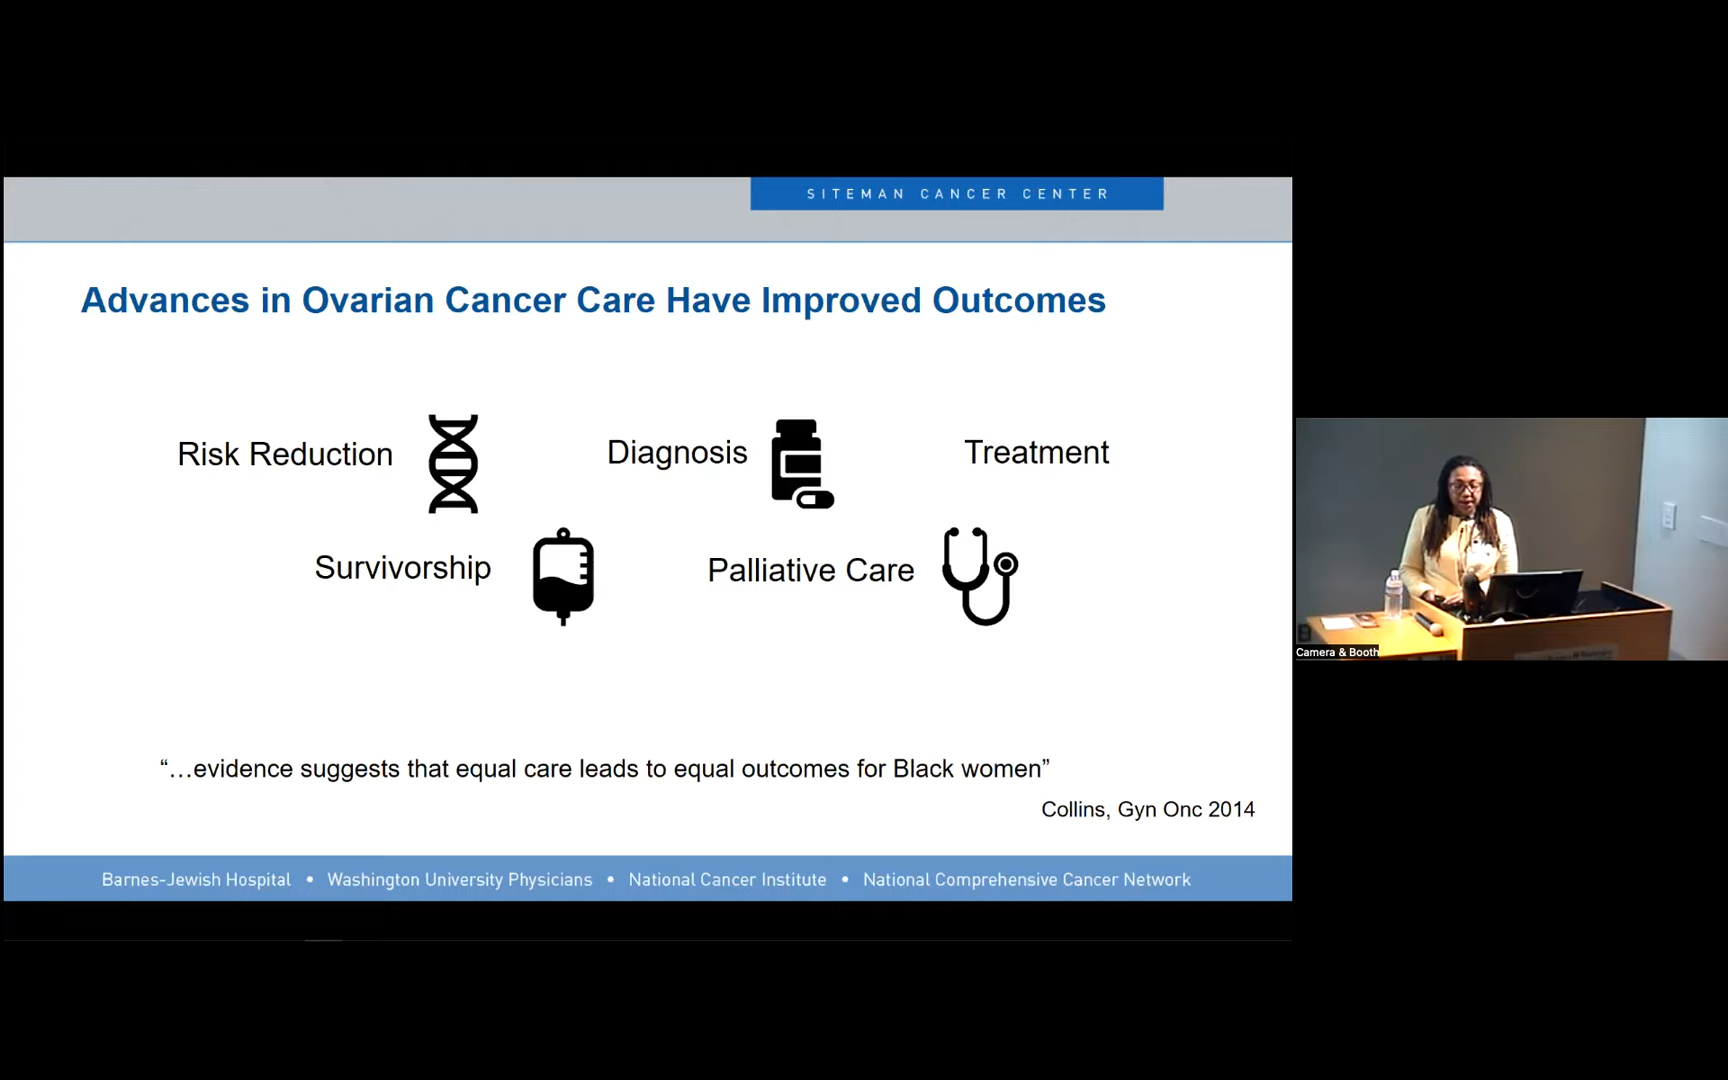 SITEMAN CANCER CENTER
Advances in Ovarian Cancer Care Have Improved Outcomes
Risk Reduction
Diagnosis
Treatment
Survivorship
Palliative Care
“…evidence suggests that equal care leads to equal outcomes for Black women”
Collins, Gyn Onc 2014
Barnes-Jewish Hospital • Washington University Physicians • National Cancer Institute • National Comprehensive Cancer Network
Camera & Booth